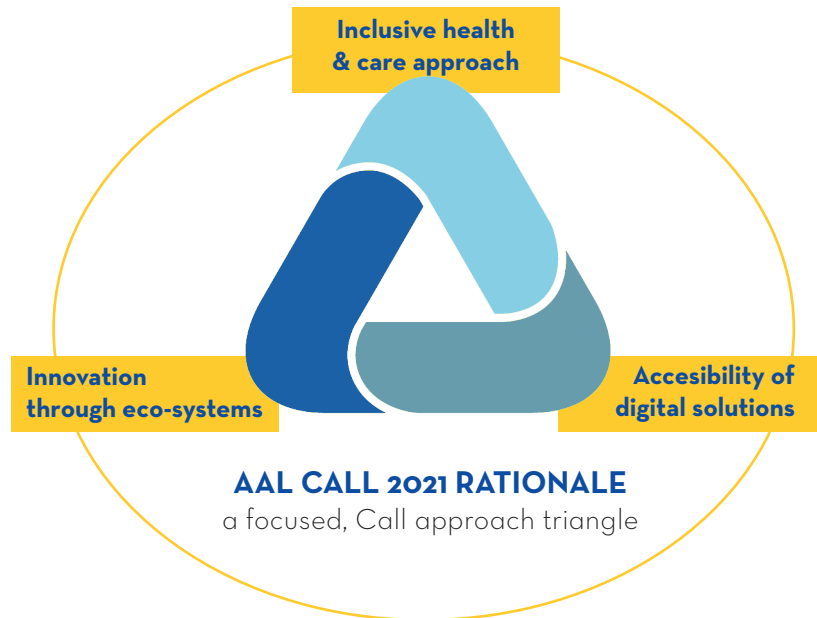 Inclusive health
& care approach
Innovation
through eco-systems
Accesibility of
digital solutions
AAL CALL 2021 RATIONALE
a focused, Call approach triangle